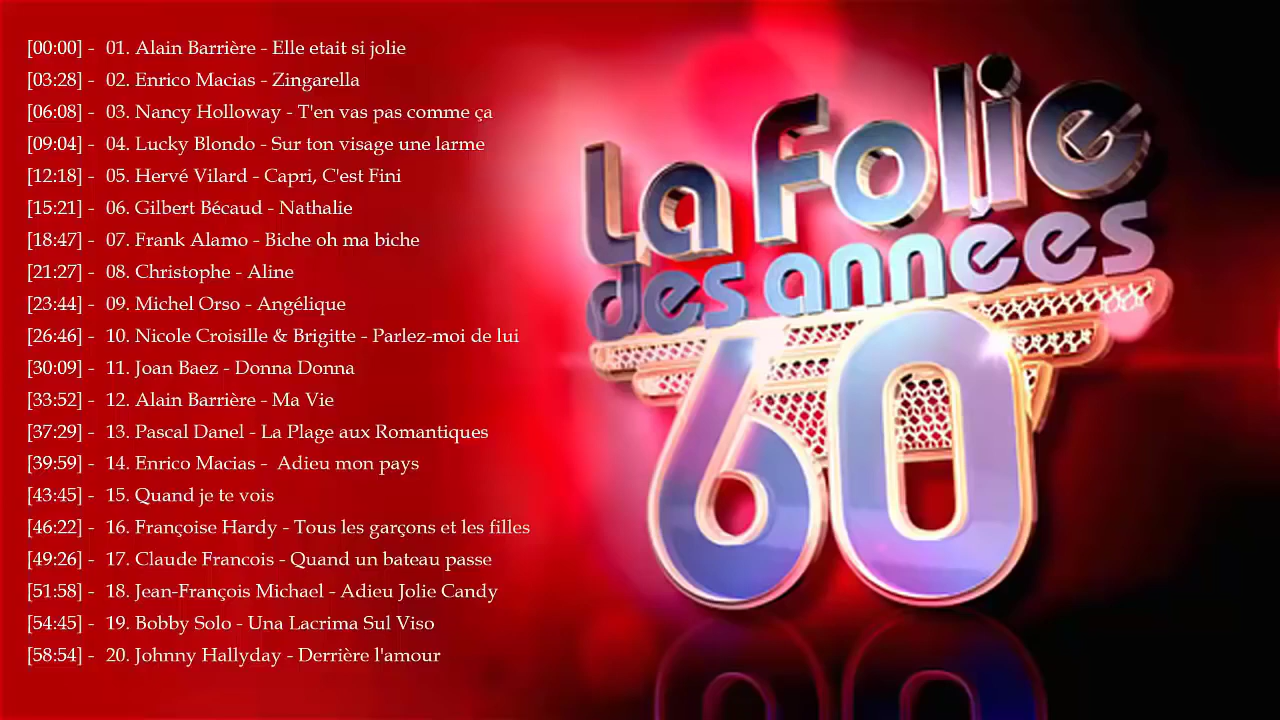 [00:00] - 01. Alain Barrière - Elle etait si jolie
[03:28] - 02. Enrico Macias - Zingarella
[06:08] - 03. Nancy Holloway - T'en vas pas comme ça
[09:04] - 04. Lucky Blondo - Sur ton visage une larme
[12:18] - 05. Hervé Vilard - Capri, C'est Fini
[15:21] - 06. Gilbert Bécaud - Nathalie
[18:47] - 07. Frank Alamo - Biche oh ma biche
[21:27] - 08. Christophe - Aline
[23:44] - 09. Michel Orso - Angélique
[26:46] - 10. Nicole Croisille & Brigitte - Parlez-moi de lui
[30:09] - 11. Joan Baez - Donna Donna
[33:52] - 12. Alain Barrière - Ma Vie
[37:29] - 13. Pascal Danel - La Plage aux Romantiques
[39:59] - 14. Enrico Macias - Adieu mon pays
[43:45] - 15. Quand je te vois
[46:22] - 16. Françoise Hardy - Tous les garçons et les filles
[49:26] - 17. Claude Francois - Quand un bateau passe
[51:58] - 18. Jean-François Michael - Adieu Jolie Candy
[54:45] - 19. Bobby Solo - Una Lacrima Sul Viso
[58:54] - 20. Johnny Hallyday - Derrière l'amour
La Folie
des années
60